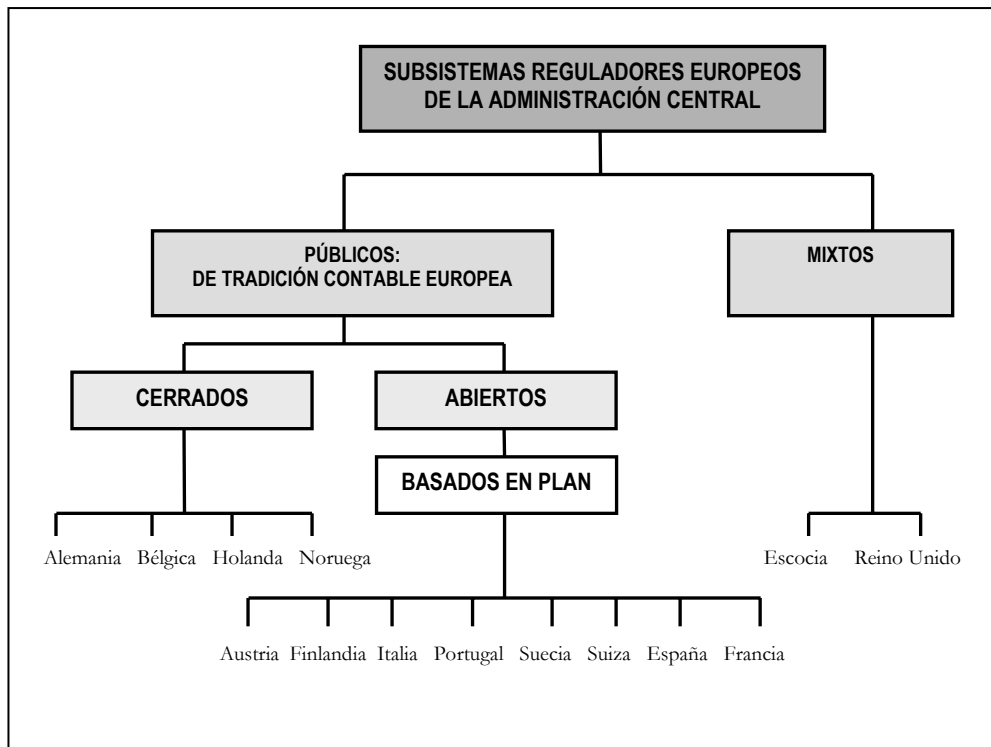 SUBSISTEMAS REGULADORES EUROPEOS
DE LA ADMINISTRACIÓN CENTRAL
PÚBLICOS:
DE TRADICIÓN CONTABLE EUROPEA
MIXTOS
CERRADOS
ABIERTOS
BASADOS EN PLAN
Alemania Bélgica Holanda Noruega
Escocia Reino Unido
Austria Finlandia Italia Portugal Suecia Suiza España Francia